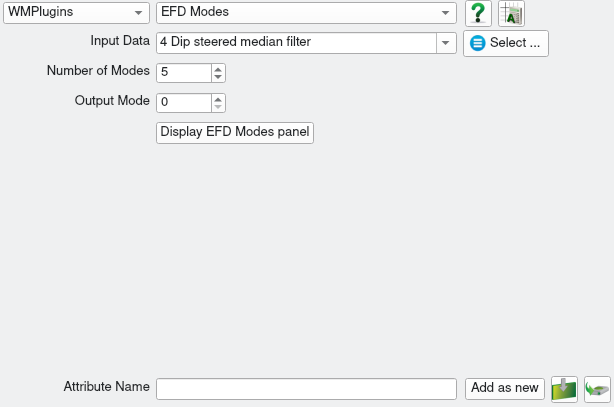 WMPlugins EFD Modes ? A
Input Data 4 Dip steered median filter Select ...
Number of Modes 5
Output Mode 0
Display EFD Modes panel
Attribute Name Add as new